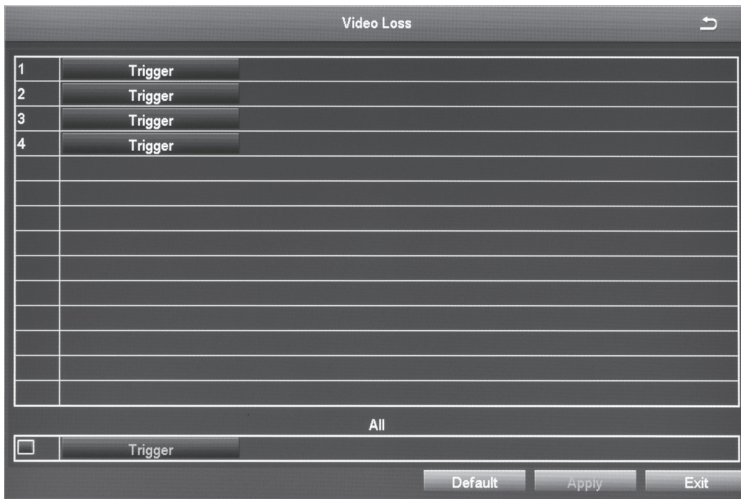 Video Loss
1 Trigger
2 Trigger
3 Trigger
4 Trigger
All
Trigger
Default Apply Exit